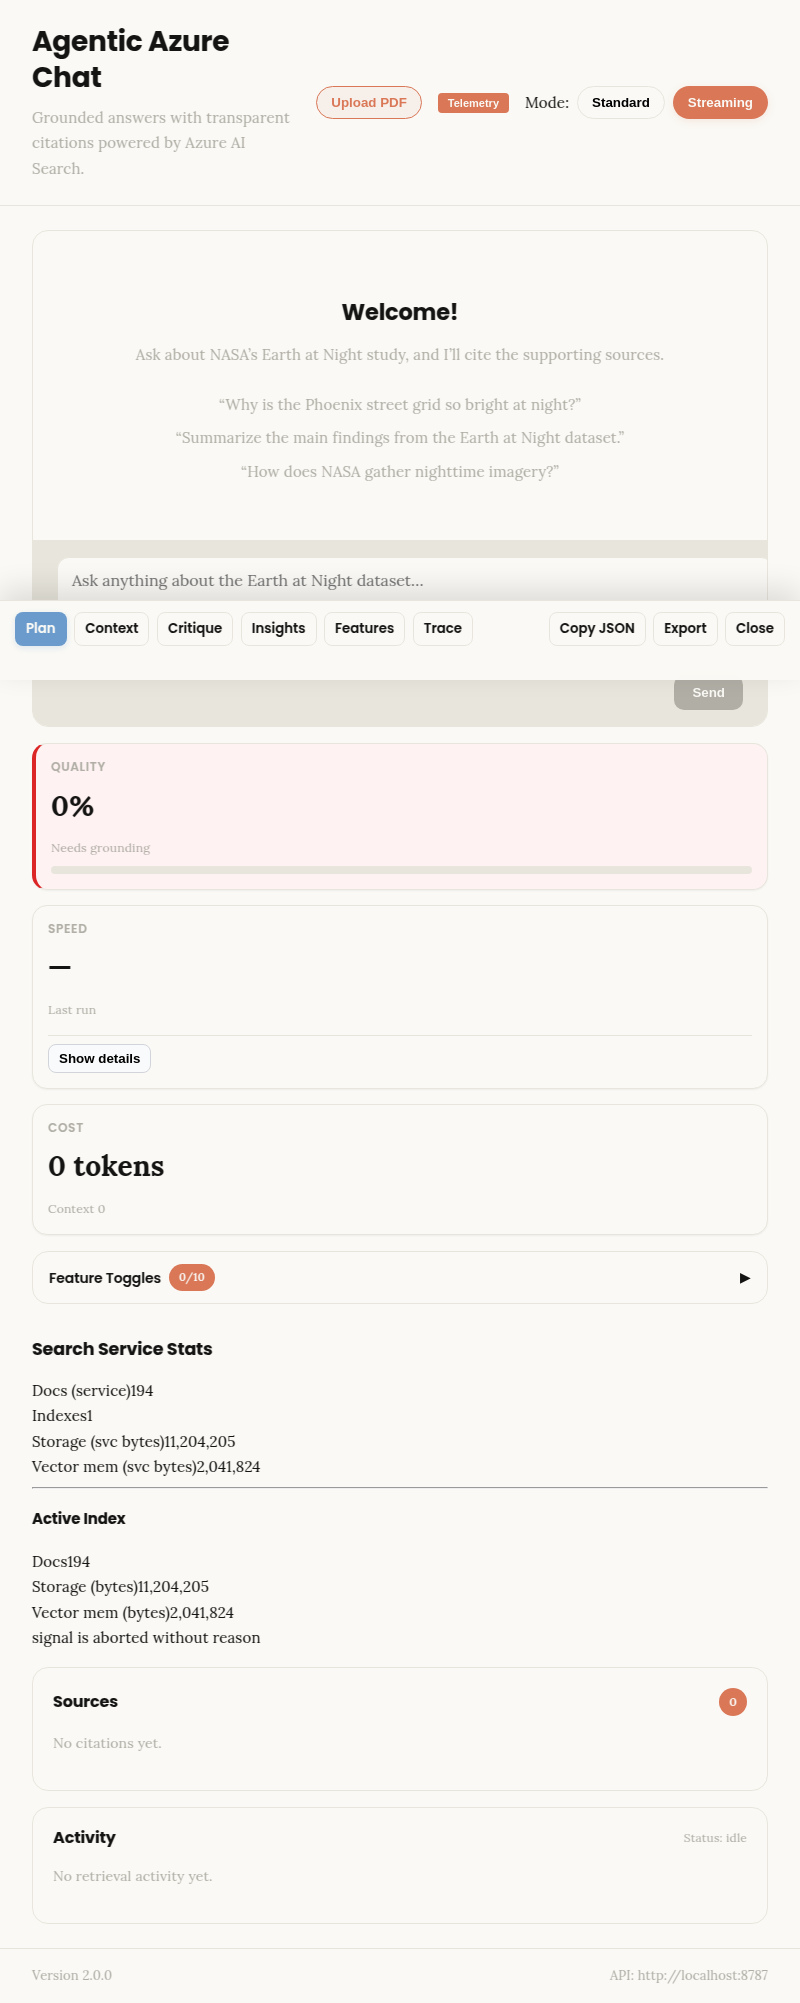 Agentic Azure
Chat
Grounded answers with transparent
citations powered by Azure AI
Search.
Upload PDF
Telemetry
Mode:
Standard
Streaming
Welcome!
Ask about NASA’s Earth at Night study, and I’ll cite the supporting sources.
“Why is the Phoenix street grid so bright at night?”
“Summarize the main findings from the Earth at Night dataset.”
“How does NASA gather nighttime imagery?”
Ask anything about the Earth at Night dataset...
Plan
Context
Critique
Insights
Features
Trace
Copy JSON
Export
Close
Send
QUALITY
0%
Needs grounding
SPEED
—
Last run
Show details
COST
0 tokens
Context 0
Feature Toggles 0/10 ▶
Search Service Stats
Docs (service)194
Indexes1
Storage (svc bytes)11,204,205
Vector mem (svc bytes)2,041,824
Active Index
Docs194
Storage (bytes)11,204,205
Vector mem (bytes)2,041,824
signal is aborted without reason
Sources 0
No citations yet.
Activity Status: idle
No retrieval activity yet.
Version 2.0.0 API: http://localhost:8787